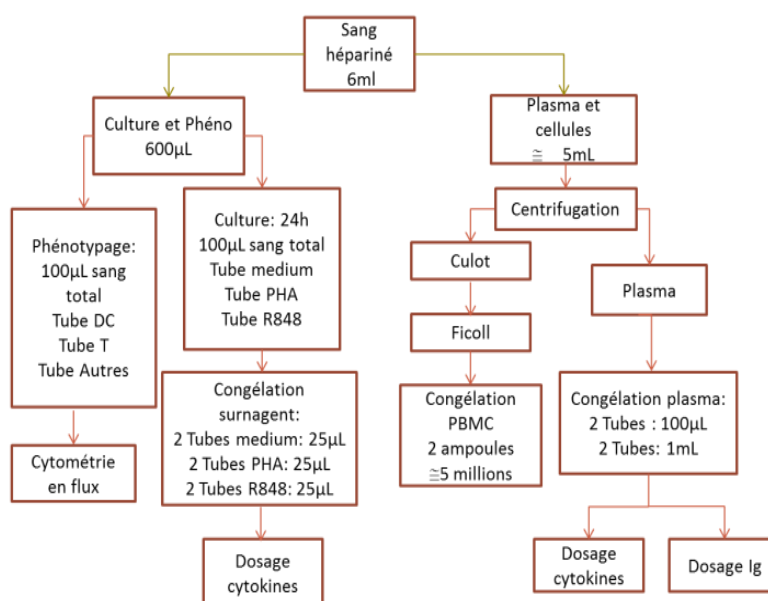 Sang
hépariné
6ml
Culture et Phéno
600µL
Plasma et
cellules
≅ 5mL
Phénotypage:
100µL sang
total
Tube DC
Tube T
Tube Autres
Culture: 24h
100µL sang total
Tube medium
Tube PHA
Tube R848
Centrifugation
Culot
Plasma
Ficoll
Cytométrie
en flux
Congélation
surnagent:
2 Tubes medium: 25µL
2 Tubes PHA: 25µL
2 Tubes R848: 25µL
Congélation
PBMC
2 ampoules
≅5 millions
Congélation plasma:
2 Tubes : 100µL
2 Tubes: 1mL
Dosage
cytokines
Dosage
cytokines
Dosage Ig